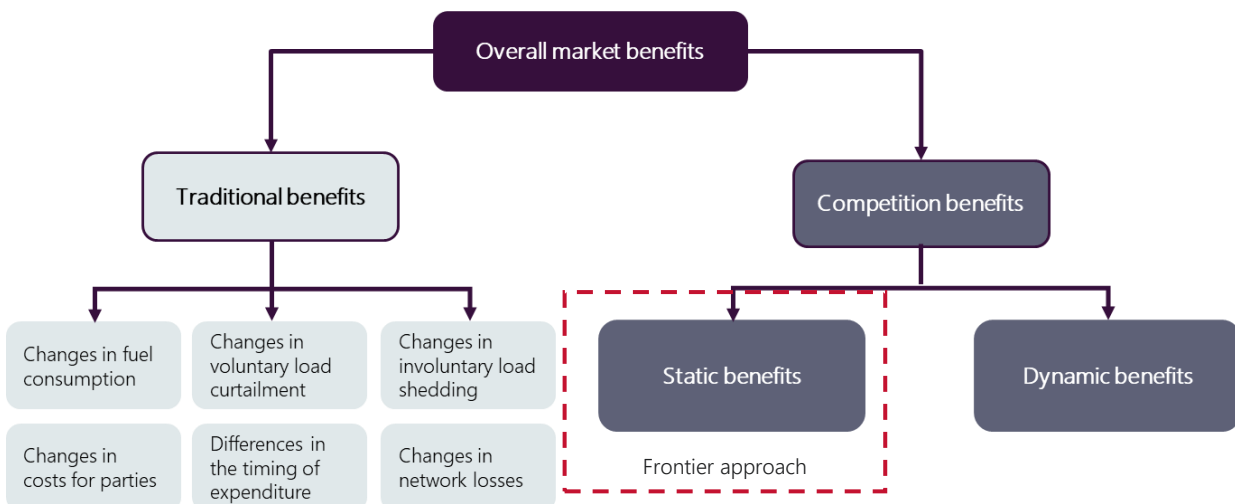 Overall market benefits
Traditional benefits
Competition benefits
Changes in fuel
consumption
Changes in
voluntary load
curtailment
Changes in
involuntary load
shedding
Static benefits
Dynamic benefits
Changes in
costs for parties
Differences in
the timing of
expenditure
Changes in
network losses
Frontier approach